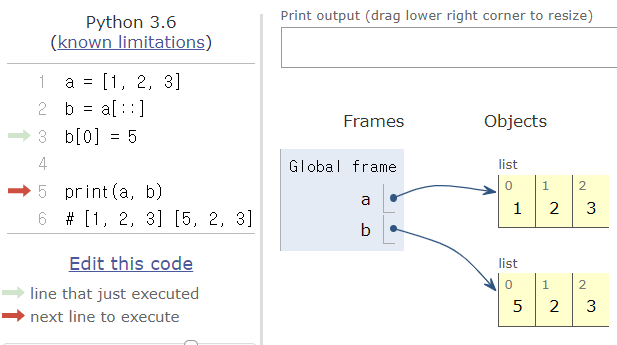 Python 3.6
(known limitations)
1 a = [1, 2, 3]
2 b = a[::]
3 b[0] = 5
4
5 print(a, b)
6 # [1, 2, 3] [5, 2, 3]
Edit this code
line that just executed
next line to execute
Print output (drag lower right corner to resize)
Frames
Objects
Global frame
a
b
list
0 1 2
1 2 3
list
0 1 2
5 2 3